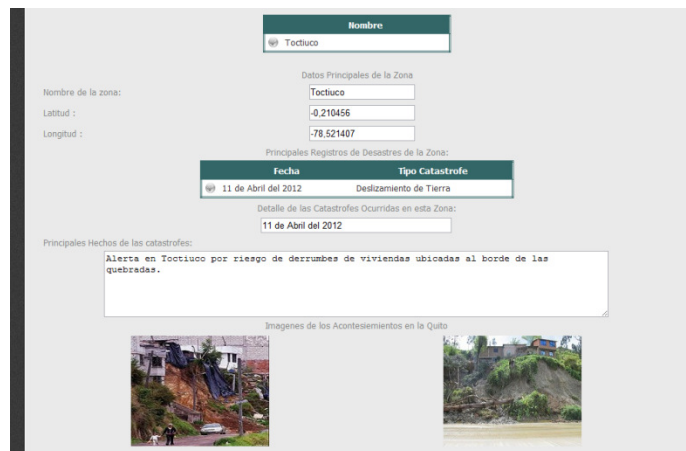 Nombre
Toctiuco
Datos Principales de la Zona
Nombre de la zona: Toctiuco
Latitud : -0,210456
Longitud : -78,521407
Principales Registros de Desastres de la Zona:
Fecha Tipo Catastrofe
11 de Abril del 2012 Deslizamiento de Tierra
Detalle de las Catastrofes Ocurridas en esta Zona:
11 de Abril del 2012
Principales Hechos de las catastrofes:
Alerta en Toctiuco por riesgo de derrumbes de viviendas ubicadas al borde de las
quebradas.
Imagenes de los Acontesiemientos en la Quito